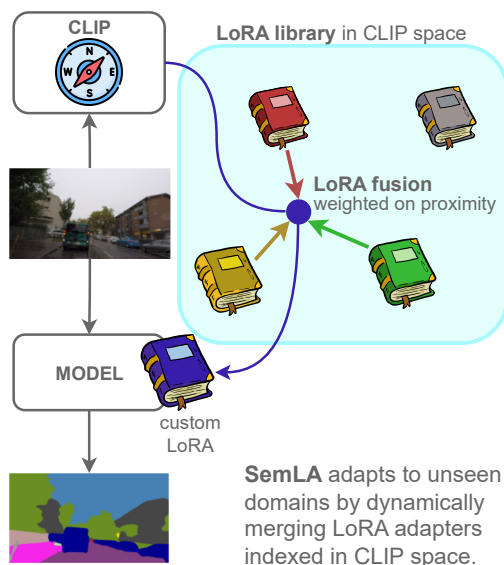 CLIP
N
W E
S
LoRA library in CLIP space
LoRA fusion
weighted on proximity
MODEL
custom
LoRA
SemLA adapts to unseen
domains by dynamically
merging LoRA adapters
indexed in CLIP space.